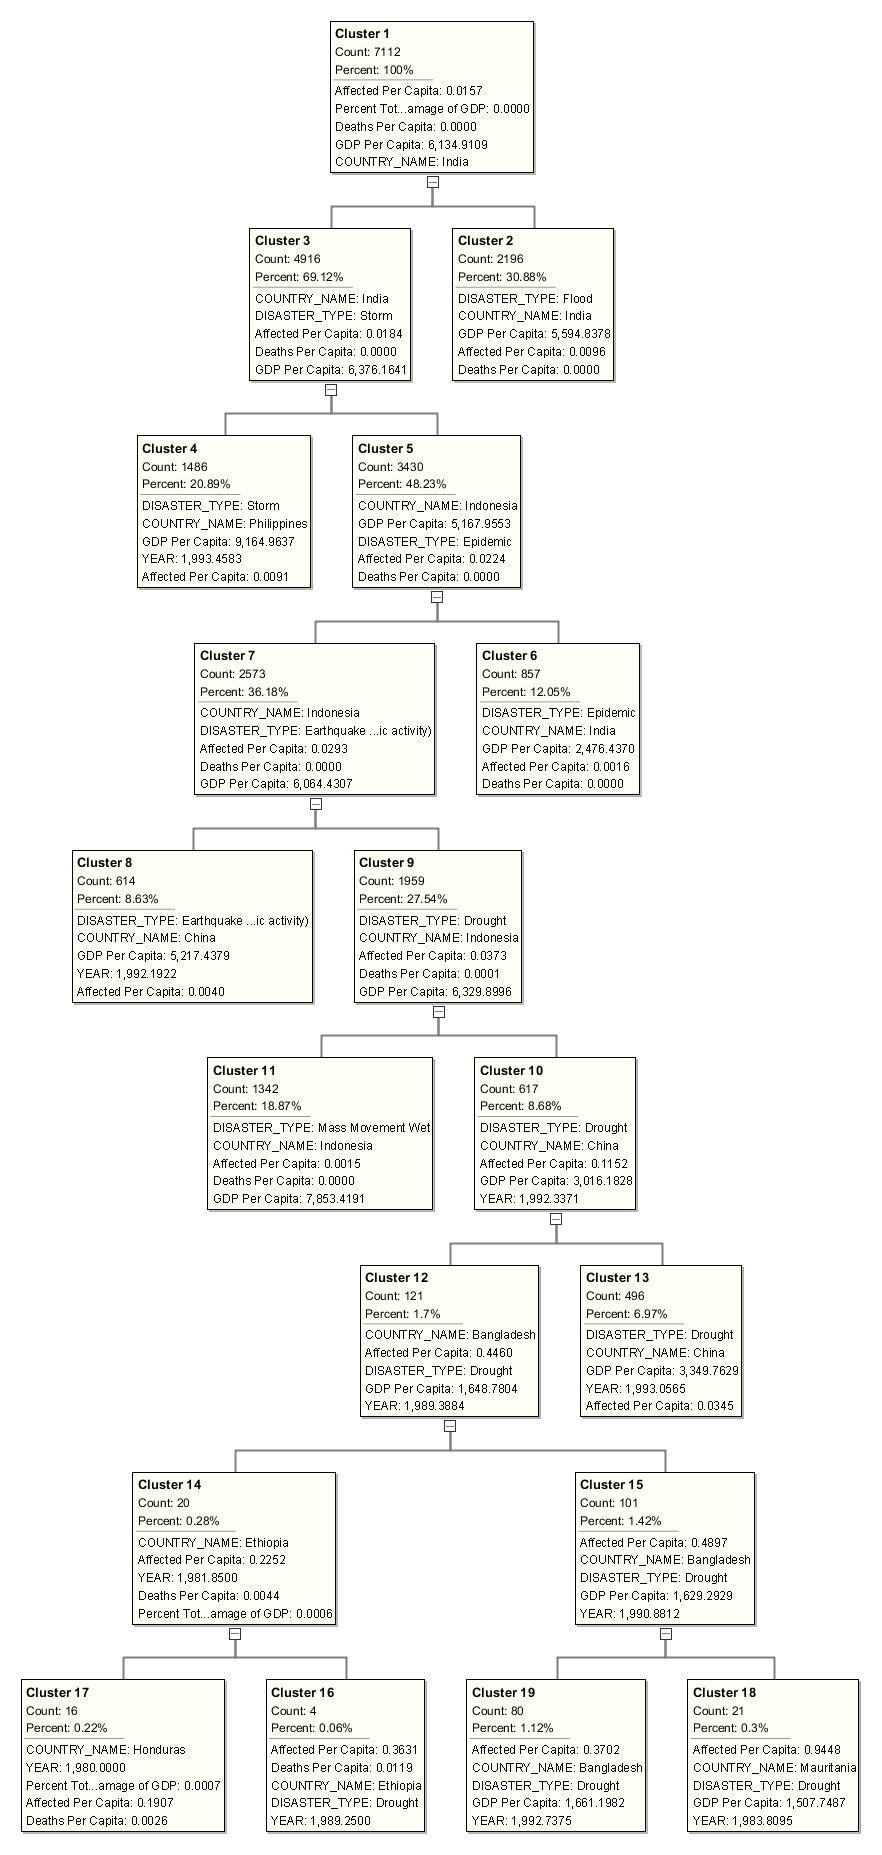 Cluster 1
Count: 7112
Percent: 100%
Affected Per Capita: 0.0157
Percent Tot...amage of GDP: 0.0000
Deaths Per Capita: 0.0000
GDP Per Capita: 6,134.9109
COUNTRY_NAME: India
Cluster 3
Count: 4916
Percent: 69.12%
COUNTRY_NAME: India
DISASTER_TYPE: Storm
Affected Per Capita: 0.0184
Deaths Per Capita: 0.0000
GDP Per Capita: 6,376.1641
Cluster 2
Count: 2196
Percent: 30.88%
DISASTER_TYPE: Flood
COUNTRY_NAME: India
GDP Per Capita: 5,594.8378
Affected Per Capita: 0.0096
Deaths Per Capita: 0.0000
Cluster 4
Count: 1486
Percent: 20.89%
DISASTER_TYPE: Storm
COUNTRY_NAME: Philippines
GDP Per Capita: 9,164.9637
YEAR: 1,993.4583
Affected Per Capita: 0.0091
Cluster 5
Count: 3430
Percent: 48.23%
COUNTRY_NAME: Indonesia
GDP Per Capita: 5,167.9553
DISASTER_TYPE: Epidemic
Affected Per Capita: 0.0224
Deaths Per Capita: 0.0000
Cluster 7
Count: 2573
Percent: 36.18%
COUNTRY_NAME: Indonesia
DISASTER_TYPE: Earthquake ...ic activity)
Affected Per Capita: 0.0293
Deaths Per Capita: 0.0000
GDP Per Capita: 6,064.4307
Cluster 6
Count: 857
Percent: 12.05%
DISASTER_TYPE: Epidemic
COUNTRY_NAME: India
GDP Per Capita: 2,476.4370
Affected Per Capita: 0.0016
Deaths Per Capita: 0.0000
Cluster 8
Count: 614
Percent: 8.63%
DISASTER_TYPE: Earthquake ...ic activity)
COUNTRY_NAME: China
GDP Per Capita: 5,217.4379
YEAR: 1,992.1922
Affected Per Capita: 0.0040
Cluster 9
Count: 1959
Percent: 27.54%
DISASTER_TYPE: Drought
COUNTRY_NAME: Indonesia
Affected Per Capita: 0.0373
Deaths Per Capita: 0.0001
GDP Per Capita: 6,329.8996
Cluster 11
Count: 1342
Percent: 18.87%
DISASTER_TYPE: Mass Movement Wet
COUNTRY_NAME: Indonesia
Affected Per Capita: 0.0015
Deaths Per Capita: 0.0000
GDP Per Capita: 7,853.4191
Cluster 10
Count: 617
Percent: 8.68%
DISASTER_TYPE: Drought
COUNTRY_NAME: China
Affected Per Capita: 0.1152
GDP Per Capita: 3,016.1828
YEAR: 1,992.3371
Cluster 12
Count: 121
Percent: 1.7%
COUNTRY_NAME: Bangladesh
Affected Per Capita: 0.4460
DISASTER_TYPE: Drought
GDP Per Capita: 1,648.7804
YEAR: 1,989.3884
Cluster 13
Count: 496
Percent: 6.97%
DISASTER_TYPE: Drought
COUNTRY_NAME: China
GDP Per Capita: 3,349.7629
YEAR: 1,993.0565
Affected Per Capita: 0.0345
Cluster 14
Count: 20
Percent: 0.28%
COUNTRY_NAME: Ethiopia
Affected Per Capita: 0.2252
YEAR: 1,981.8500
Deaths Per Capita: 0.0044
Percent Tot...amage of GDP: 0.0006
Cluster 15
Count: 101
Percent: 1.42%
Affected Per Capita: 0.4897
COUNTRY_NAME: Bangladesh
DISASTER_TYPE: Drought
GDP Per Capita: 1,629.2929
YEAR: 1,990.8812
Cluster 17
Count: 16
Percent: 0.22%
COUNTRY_NAME: Honduras
YEAR: 1,980.0000
Percent Tot...amage of GDP: 0.0007
Affected Per Capita: 0.1907
Deaths Per Capita: 0.0026
Cluster 16
Count: 4
Percent: 0.06%
Affected Per Capita: 0.3631
Deaths Per Capita: 0.0119
COUNTRY_NAME: Ethiopia
DISASTER_TYPE: Drought
YEAR: 1,989.2500
Cluster 19
Count: 80
Percent: 1.12%
Affected Per Capita: 0.3702
COUNTRY_NAME: Bangladesh
DISASTER_TYPE: Drought
GDP Per Capita: 1,661.1982
YEAR: 1,992.7375
Cluster 18
Count: 21
Percent: 0.3%
Affected Per Capita: 0.9448
COUNTRY_NAME: Mauritania
DISASTER_TYPE: Drought
GDP Per Capita: 1,507.7487
YEAR: 1,983.8095